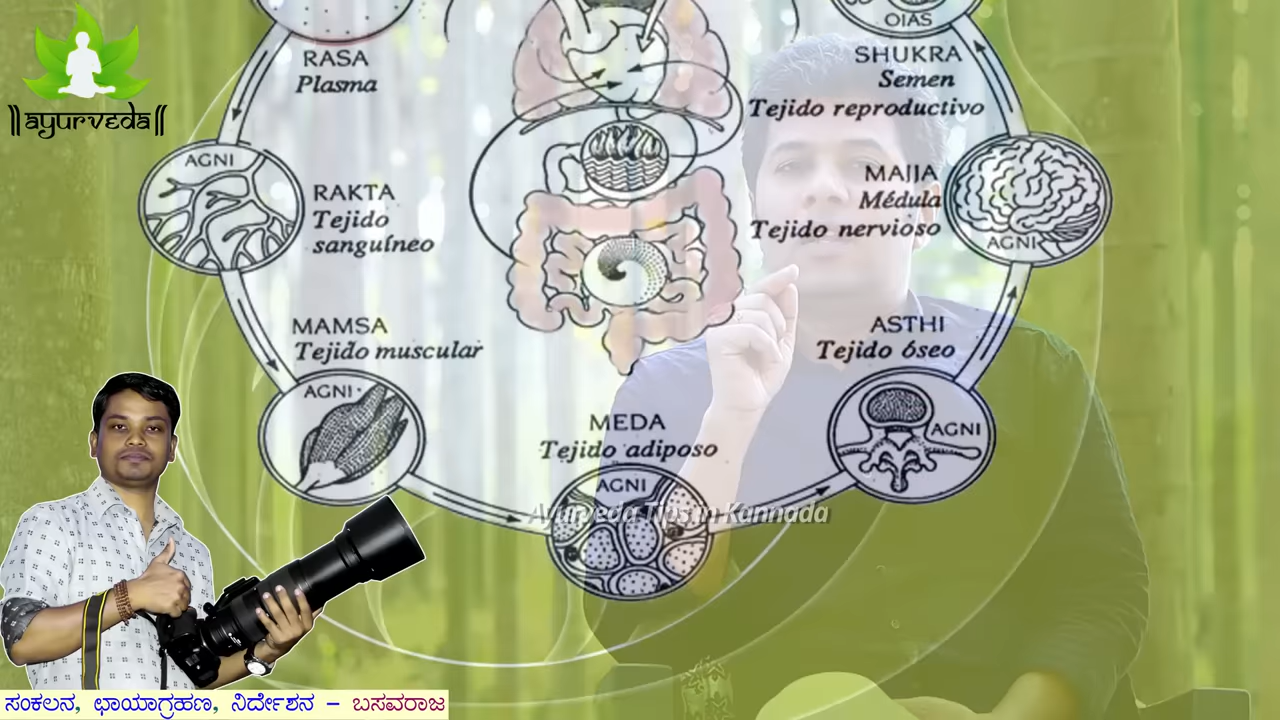 ||ayurveda||
RASA
Plasma
AGNI
RAKTA
Tejido
sanguíneo
MAMSA
Tejido muscular
AGNI
MEDA
Tejido adiposo
AGNI
OJAS
SHUKRA
Semen
Tejido reproductivo
MAJJA
Médula
Tejido nervioso
AGNI
ASTHI
Tejido óseo
AGNI
Ayurveda Tips in Kannada
ಸಂಕಲನ, ಛಾಯಾಗ್ರಹಣ, ನಿರ್ದೇಶನ – ಬಸವರಾಜ